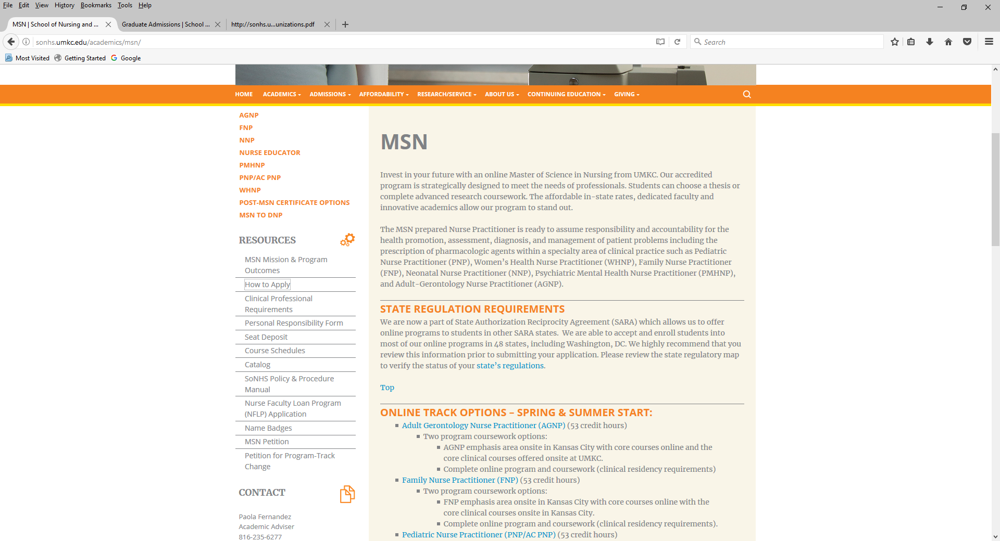 File Edit View History Bookmarks Tools Help
MSN | School of Nursing and ... Graduate Admissions | School ... http://sonhs.u...unizations.pdf
sonhs.umkc.edu/academics/msn/ Search
Most Visited Getting Started Google
HOME ACADEMICS ADMISSIONS AFFORDABILITY RESEARCH/SERVICE ABOUT US CONTINUING EDUCATION GIVING
AGNP
FNP
NNP
NURSE EDUCATOR
PMHNP
PNP/AC PNP
WHNP
POST-MSN CERTIFICATE OPTIONS
MSN TO DNP
RESOURCES
MSN Mission & Program
Outcomes
How to Apply
Clinical Professional
Requirements
Personal Responsibility Form
Seat Deposit
Course Schedules
Catalog
SoNHS Policy & Procedure
Manual
Nurse Faculty Loan Program
(NFLP) Application
Name Badges
MSN Petition
Petition for Program-Track
Change
CONTACT
Paola Fernandez
Academic Adviser
816-235-6277
MSN
Invest in your future with an online Master of Science in Nursing from UMKC. Our accredited
program is strategically designed to meet the needs of professionals. Students can choose a thesis or
complete advanced research coursework. The affordable in-state rates, dedicated faculty and
innovative academics allow our program to stand out.
The MSN prepared Nurse Practitioner is ready to assume responsibility and accountability for the
health promotion, assessment, diagnosis, and management of patient problems including the
prescription of pharmacologic agents within a specialty area of clinical practice such as Pediatric
Nurse Practitioner (PNP), Women’s Health Nurse Practitioner (WHNP), Family Nurse Practitioner
(FNP), Neonatal Nurse Practitioner (NNP), Psychiatric Mental Health Nurse Practitioner (PMHNP),
and Adult-Gerontology Nurse Practitioner (AGNP).
STATE REGULATION REQUIREMENTS
We are now a part of State Authorization Reciprocity Agreement (SARA) which allows us to offer
online programs to students in other SARA states. We are able to accept and enroll students into
most of our online programs in 48 states, including Washington, DC. We highly recommend that you
review this information prior to submitting your application. Please review the state regulatory map
to verify the status of your state’s regulations.
Top
ONLINE TRACK OPTIONS – SPRING & SUMMER START:
Adult Gerontology Nurse Practitioner (AGNP) (53 credit hours)
Two program coursework options:
AGNP emphasis area onsite in Kansas City with core courses online and the
core clinical courses offered onsite at UMKC.
Complete online program and coursework (clinical residency requirements)
Family Nurse Practitioner (FNP) (53 credit hours)
Two program coursework options:
FNP emphasis area onsite in Kansas City with core courses online with the
core clinical courses onsite in Kansas City.
Complete online program and coursework (clinical residency requirements).
Pediatric Nurse Practitioner (PNP/AC PNP) (53 credit hours)